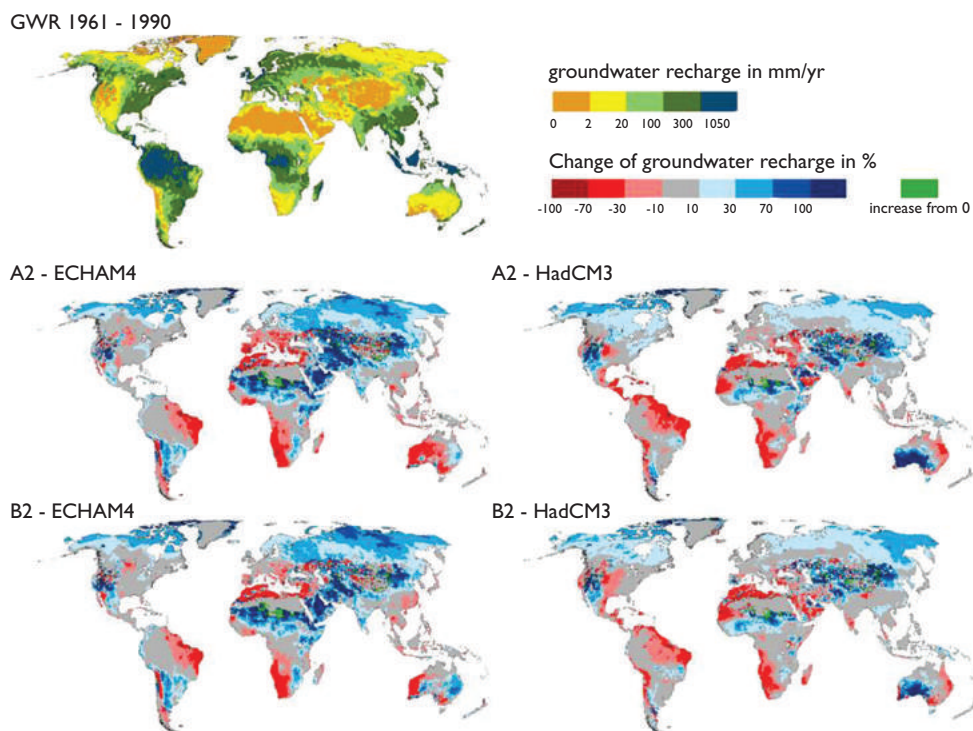 GWR 1961 - 1990
groundwater recharge in mm/yr
0 2 20 100 300 1050
Change of groundwater recharge in %
-100 -70 -30 -10 10 30 70 100
increase from 0
A2 - ECHAM4
A2 - HadCM3
B2 - ECHAM4
B2 - HadCM3